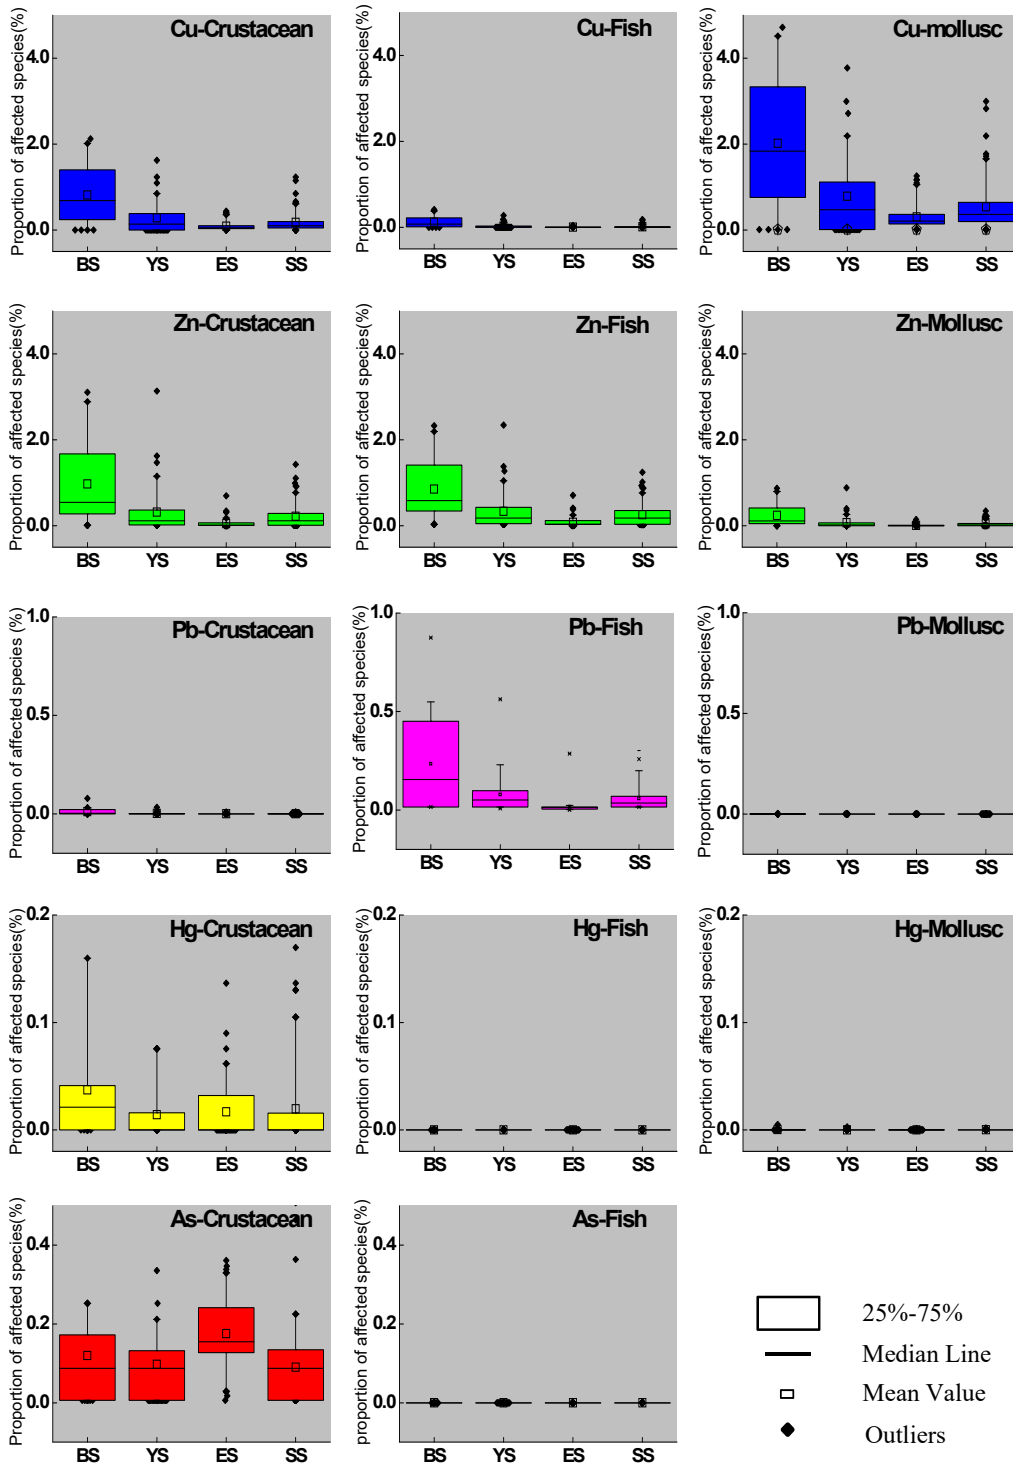 Proportion of affected species(%)
Cu-Crustacean
4.0
2.0
0.0
BS YS ES SS
Proportion of affected species(%)
Cu-Fish
4.0
2.0
0.0
BS YS ES SS
Proportion of affected species(%)
Cu-mollusc
4.0
2.0
0.0
BS YS ES SS
Proportion of affected species(%)
Zn-Crustacean
4.0
2.0
0.0
BS YS ES SS
Proportion of affected species(%)
Zn-Fish
4.0
2.0
0.0
BS YS ES SS
Proportion of affected species(%)
Zn-Mollusc
4.0
2.0
0.0
BS YS ES SS
Proportion of affected species (%)
Pb-Crustacean
1.0
0.5
0.0
BS YS ES SS
Proportion of affected species(%)
Pb-Fish
1.0
0.5
0.0
BS YS ES SS
Proportion of affected species(%)
Pb-Mollusc
1.0
0.5
0.0
BS YS ES SS
Proportion of affected species(%)
Hg-Crustacean
0.2
0.1
0.0
BS YS ES SS
Proportion of affected species(%)
Hg-Fish
0.2
0.1
0.0
BS YS ES SS
Proportion of affected species(%)
Hg-Mollusc
0.2
0.1
0.0
BS YS ES SS
Proportion of affected species(%)
As-Crustacean
0.4
0.2
0.0
BS YS ES SS
proportion of affected species(%)
As-Fish
0.4
0.2
0.0
BS YS ES SS
25%-75%
Median Line
Mean Value
Outliers